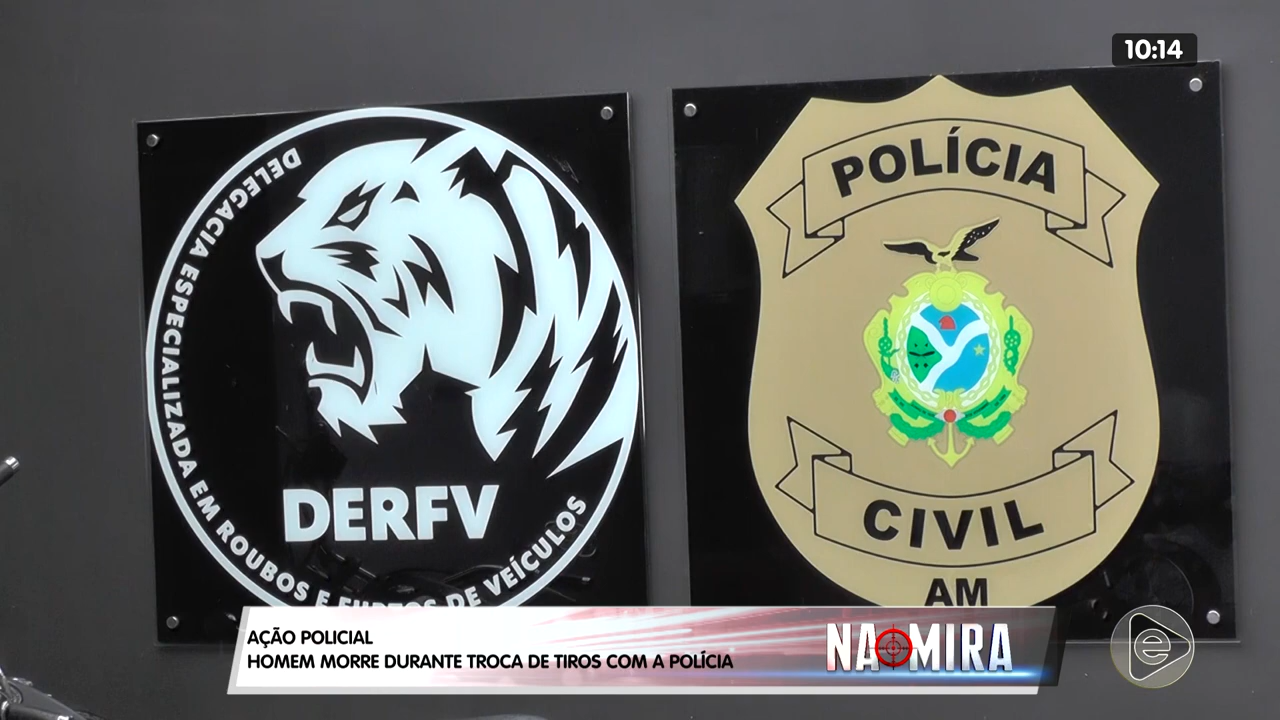 10:14
DELEGACIA ESPECIALIZADA EM ROUBOS E FURTOS DE VEÍCULOS
DERFV
POLÍCIA
CIVIL
AM
AÇÃO POLICIAL
HOMEM MORRE DURANTE TROCA DE TIROS COM A POLÍCIA
NA MIRA
e